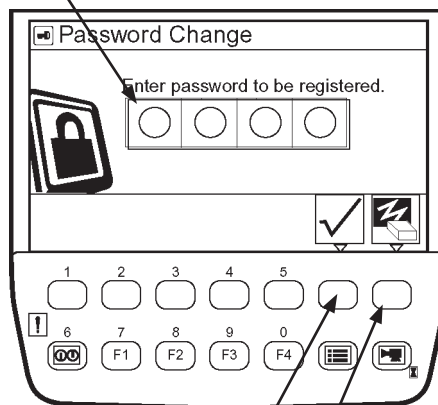 Password Change
Enter password to be registered.
1 2 3 4 5
6 7 8 9 0
F1 F2 F3 F4